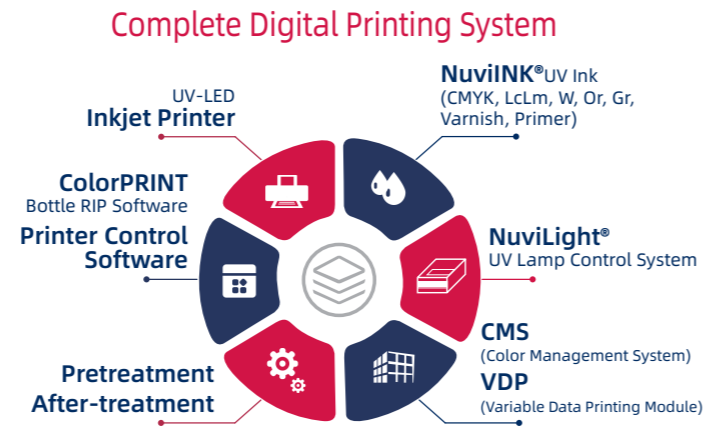 Complete Digital Printing System
UV-LED
Inkjet Printer
NuviINK®UV Ink
(CMYK, LcLm, W, Or, Gr,
Varnish, Primer)
ColorPRINT
Bottle RIP Software
Printer Control
Software
NuviLight®
UV Lamp Control System
Pretreatment
After-treatment
CMS
(Color Management System)
VDP
(Variable Data Printing Module)